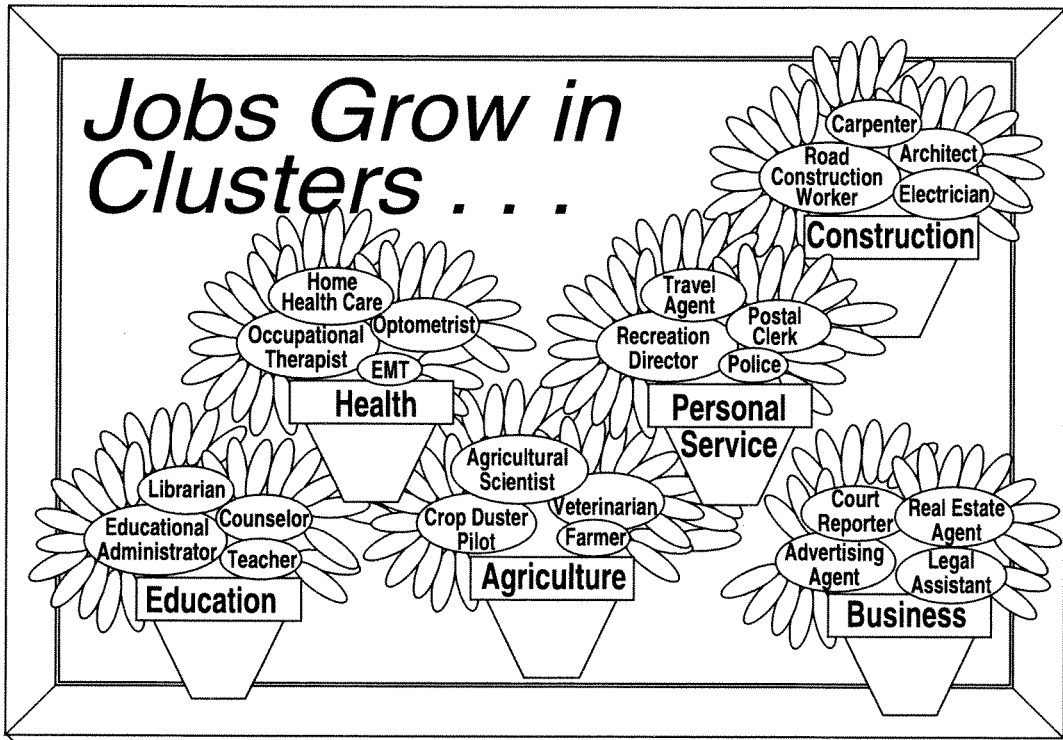 Jobs Grow in
Clusters . . .
Carpenter
Road
Construction
Worker
Architect
Electrician
Construction
Home
Health Care
Optometrist
Occupational
Therapist
EMT
Health
Travel
Agent
Postal
Clerk
Recreation
Director
Police
Personal
Service
Librarian
Counselor
Educational
Administrator
Teacher
Education
Agricultural
Scientist
Veterinarian
Crop Duster
Pilot
Farmer
Agriculture
Court
Reporter
Real Estate
Agent
Advertising
Agent
Legal
Assistant
Business